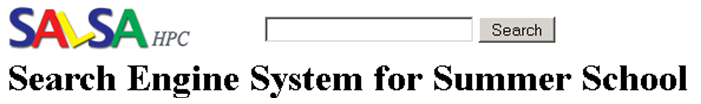 SALSA HPC Search
Search Engine System for Summer School